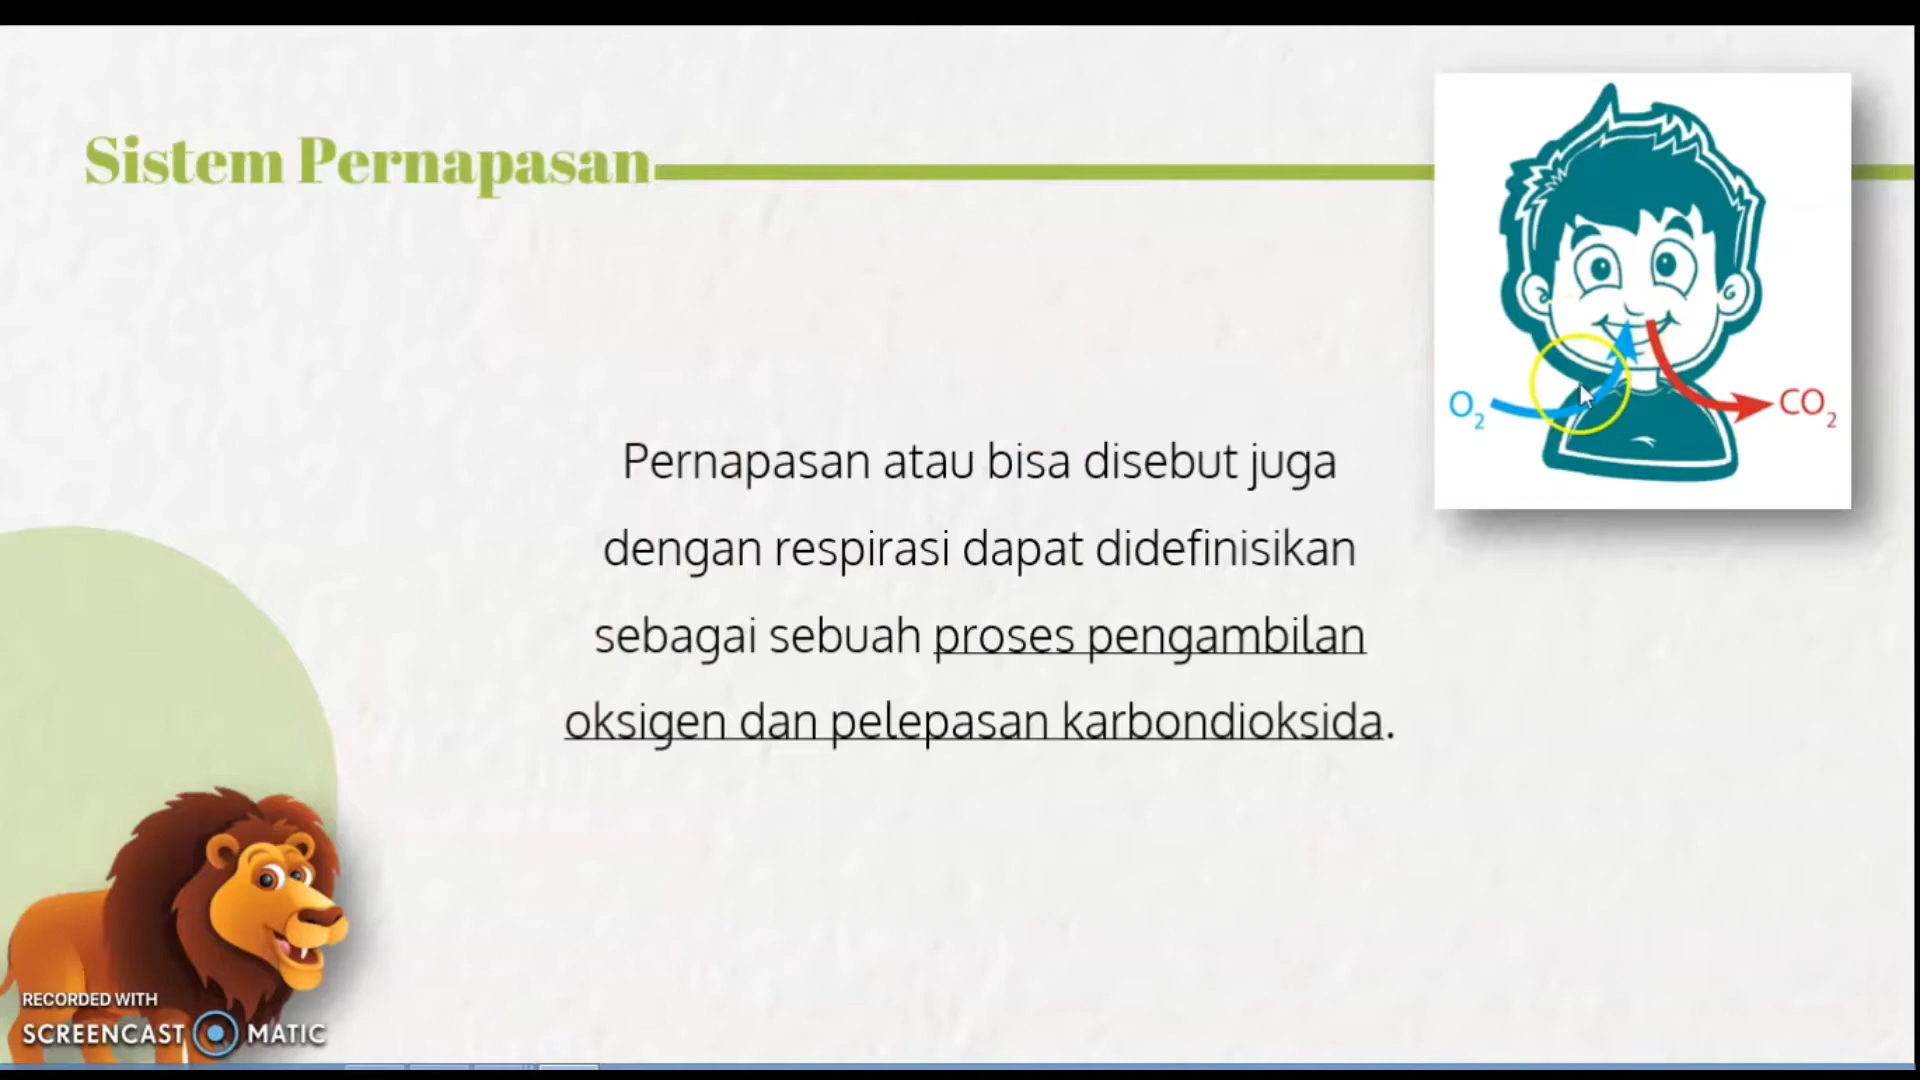 Sistem Pernapasan
O2
CO2
Pernapasan atau bisa disebut juga
dengan respirasi dapat didefinisikan
sebagai sebuah proses pengambilan
oksigen dan pelepasan karbondioksida.
RECORDED WITH
SCREENCAST MATIC